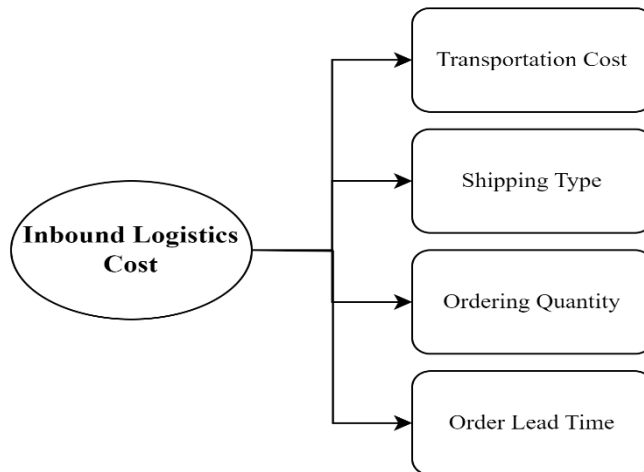 Transportation Cost
Shipping Type
Inbound Logistics
Cost
Ordering Quantity
Order Lead Time